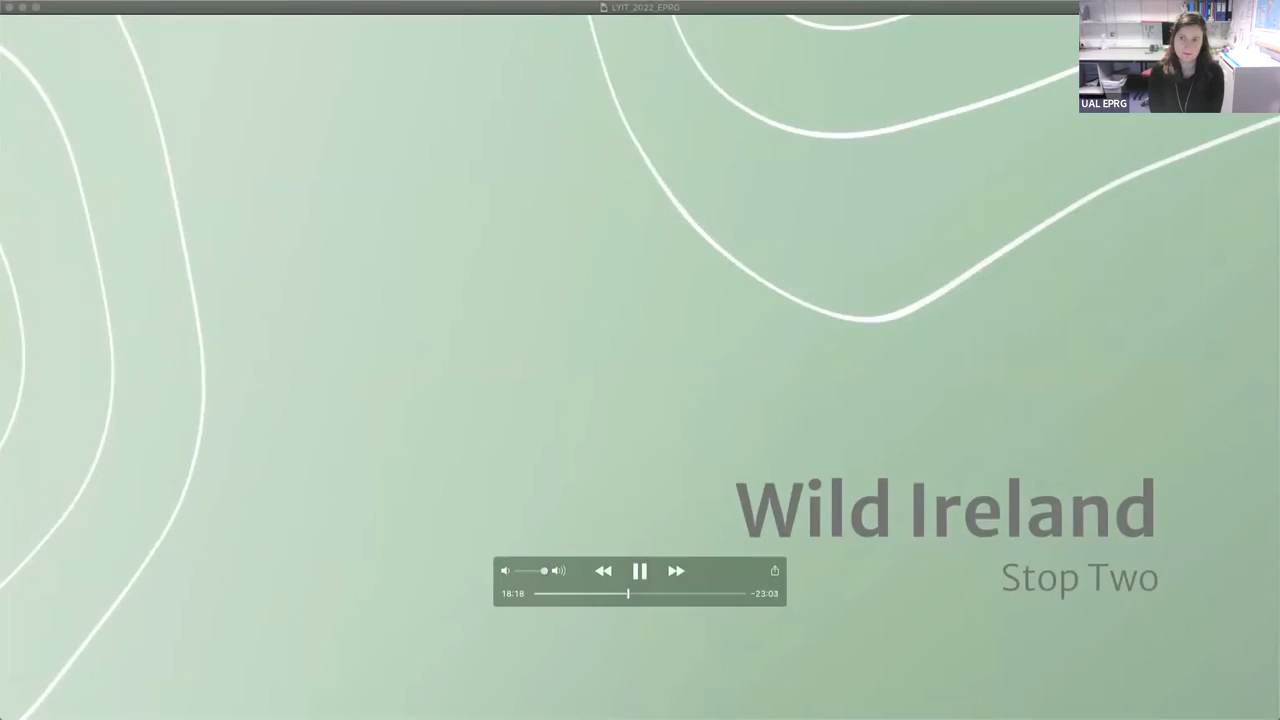 LYIT_2022_EPRG
UAL EPRG
Wild Ireland
Stop Two
18:18
-23:03